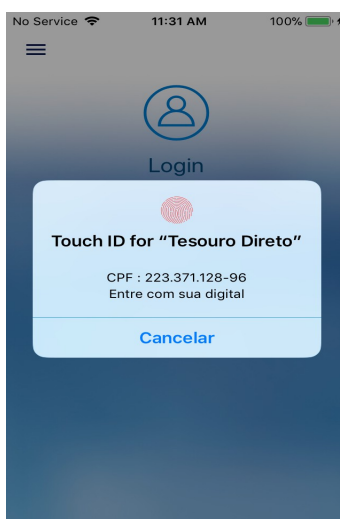 No Service 11:31 AM 100%
Login
Touch ID for “Tesouro Direto”
CPF : 223.371.128-96
Entre com sua digital
Cancelar